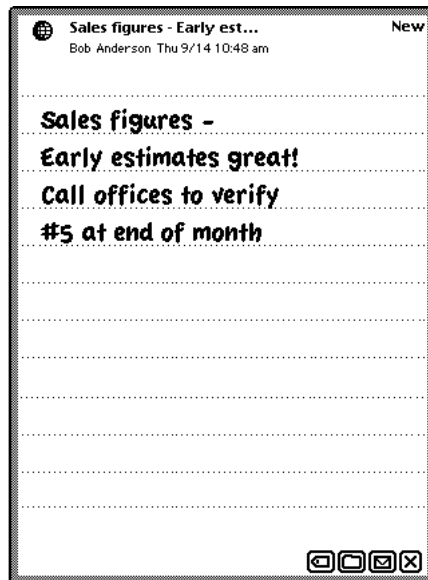 Sales figures - Early est...
New
Bob Anderson Thu 9/14 10:48 am
Sales figures -
Early estimates great!
Call offices to verify
#5 at end of month